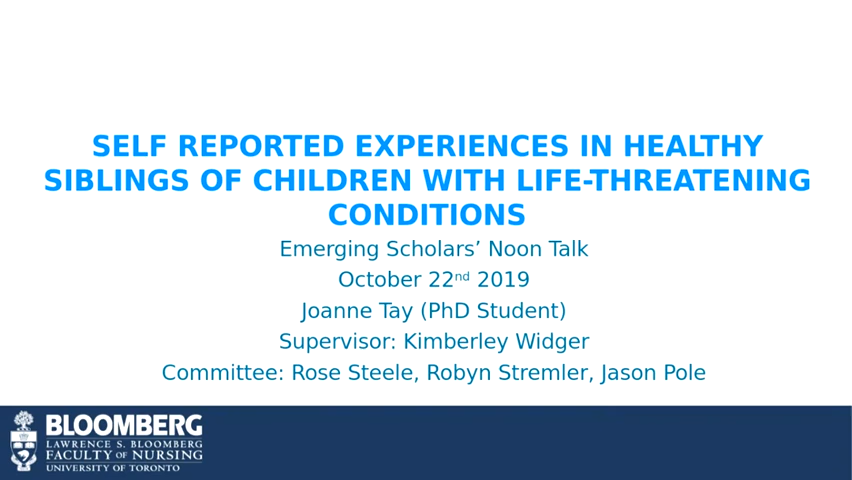 SELF REPORTED EXPERIENCES IN HEALTHY
SIBLINGS OF CHILDREN WITH LIFE-THREATENING
CONDITIONS
Emerging Scholars’ Noon Talk
October 22nd 2019
Joanne Tay (PhD Student)
Supervisor: Kimberley Widger
Committee: Rose Steele, Robyn Stremler, Jason Pole
BLOOMBERG
LAWRENCE S. BLOOMBERG
FACULTY OF NURSING
UNIVERSITY OF TORONTO